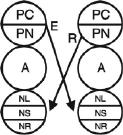 PC E PC
PN R PN
A A
NL NL
NS NS
NR NR